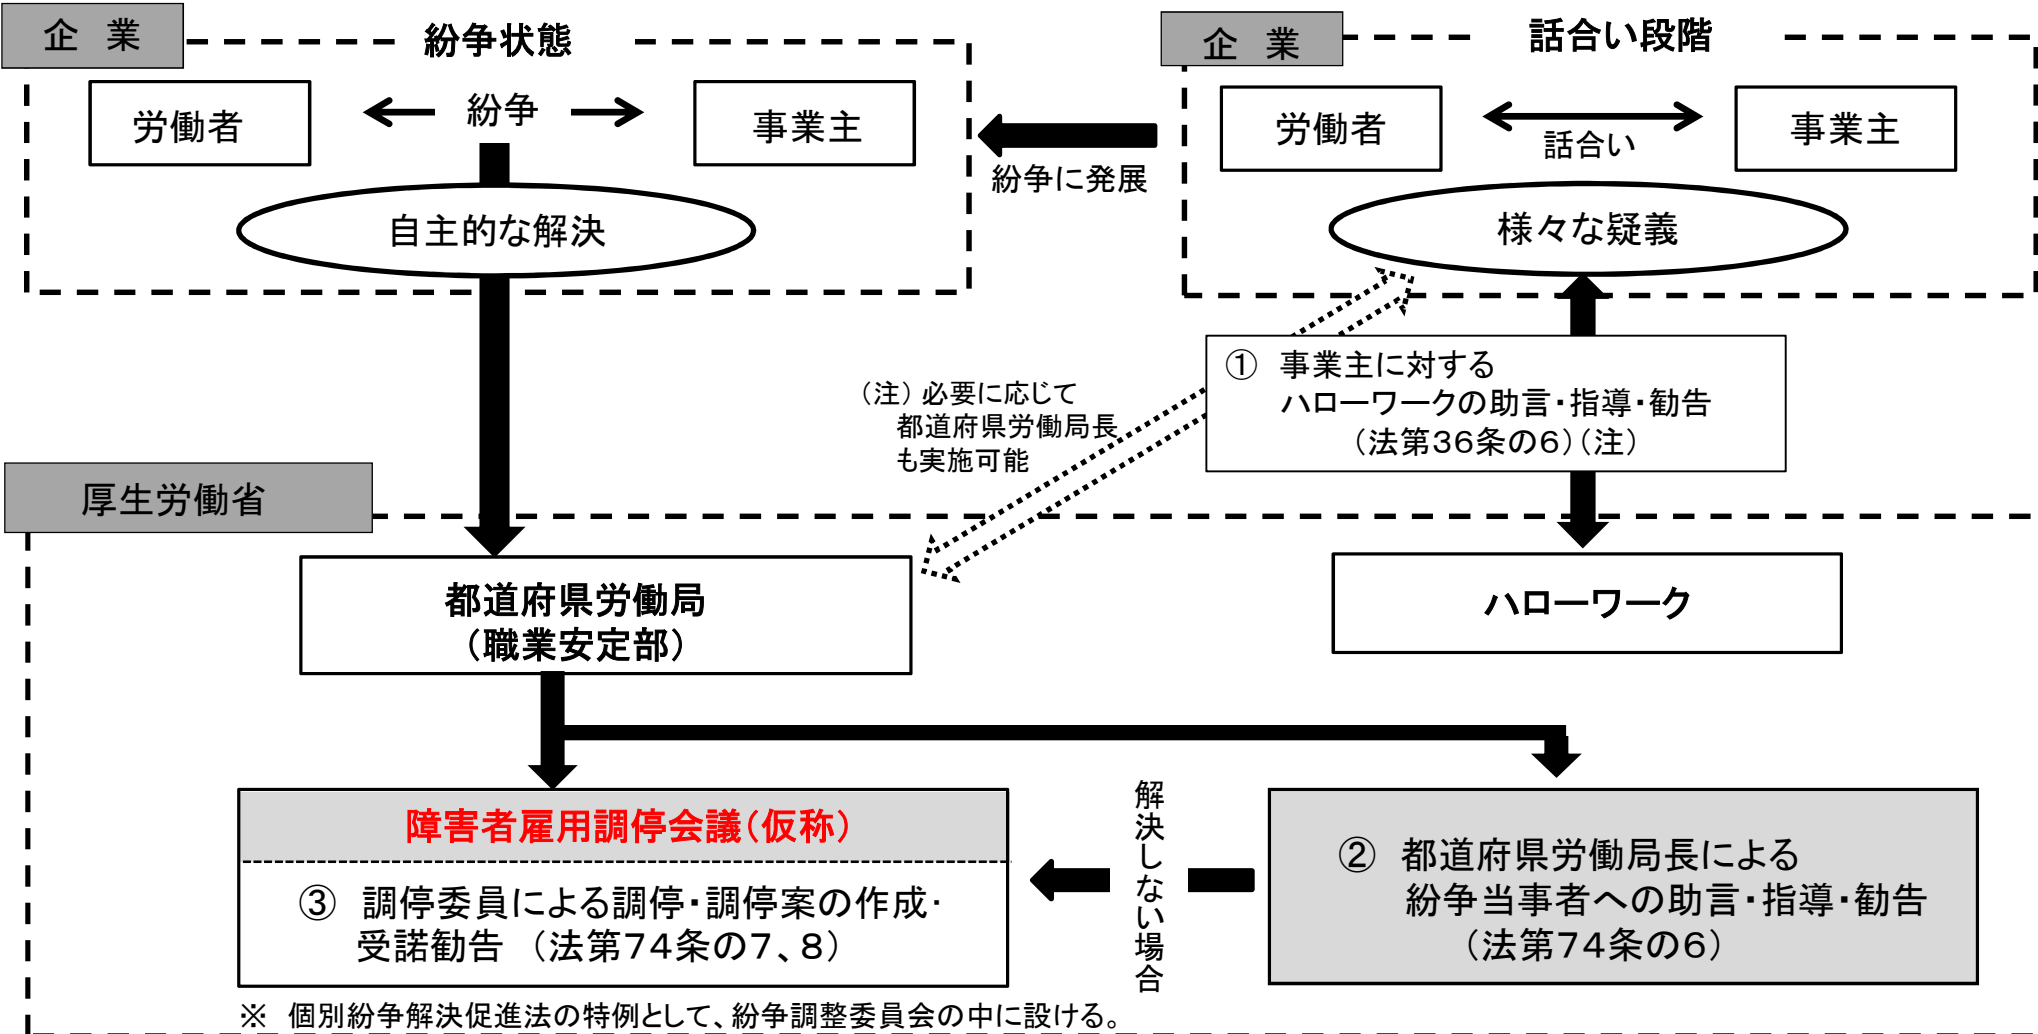 企 業
紛争状態
労働者
紛争
事業主
自主的な解決
紛争に発展
企 業
話合い段階
労働者
話合い
事業主
様々な疑義
① 事業主に対する
ハローワークの助言・指導・勧告
(法第36条の6)(注)
(注) 必要に応じて
都道府県労働局長
も実施可能
厚生労働省
都道府県労働局
(職業安定部)
ハローワーク
障害者雇用調停会議(仮称)
③ 調停委員による調停・調停案の作成・
受諾勧告 (法第74条の7、8)
解決しない場合
② 都道府県労働局長による
紛争当事者への助言・指導・勧告
(法第74条の6)
※ 個別紛争解決促進法の特例として、紛争調整委員会の中に設ける。